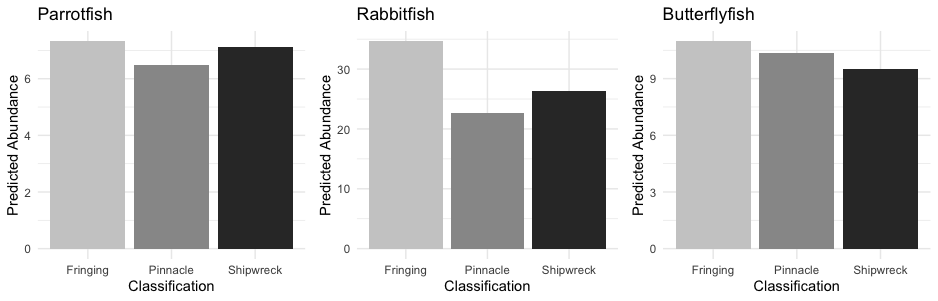 Parrotfish
Predicted Abundance
6
4
2
0
Fringing Pinnacle Shipwreck
Classification
Rabbitfish
Predicted Abundance
30
20
10
0
Fringing Pinnacle Shipwreck
Classification
Butterflyfish
Predicted Abundance
9
6
3
0
Fringing Pinnacle Shipwreck
Classification